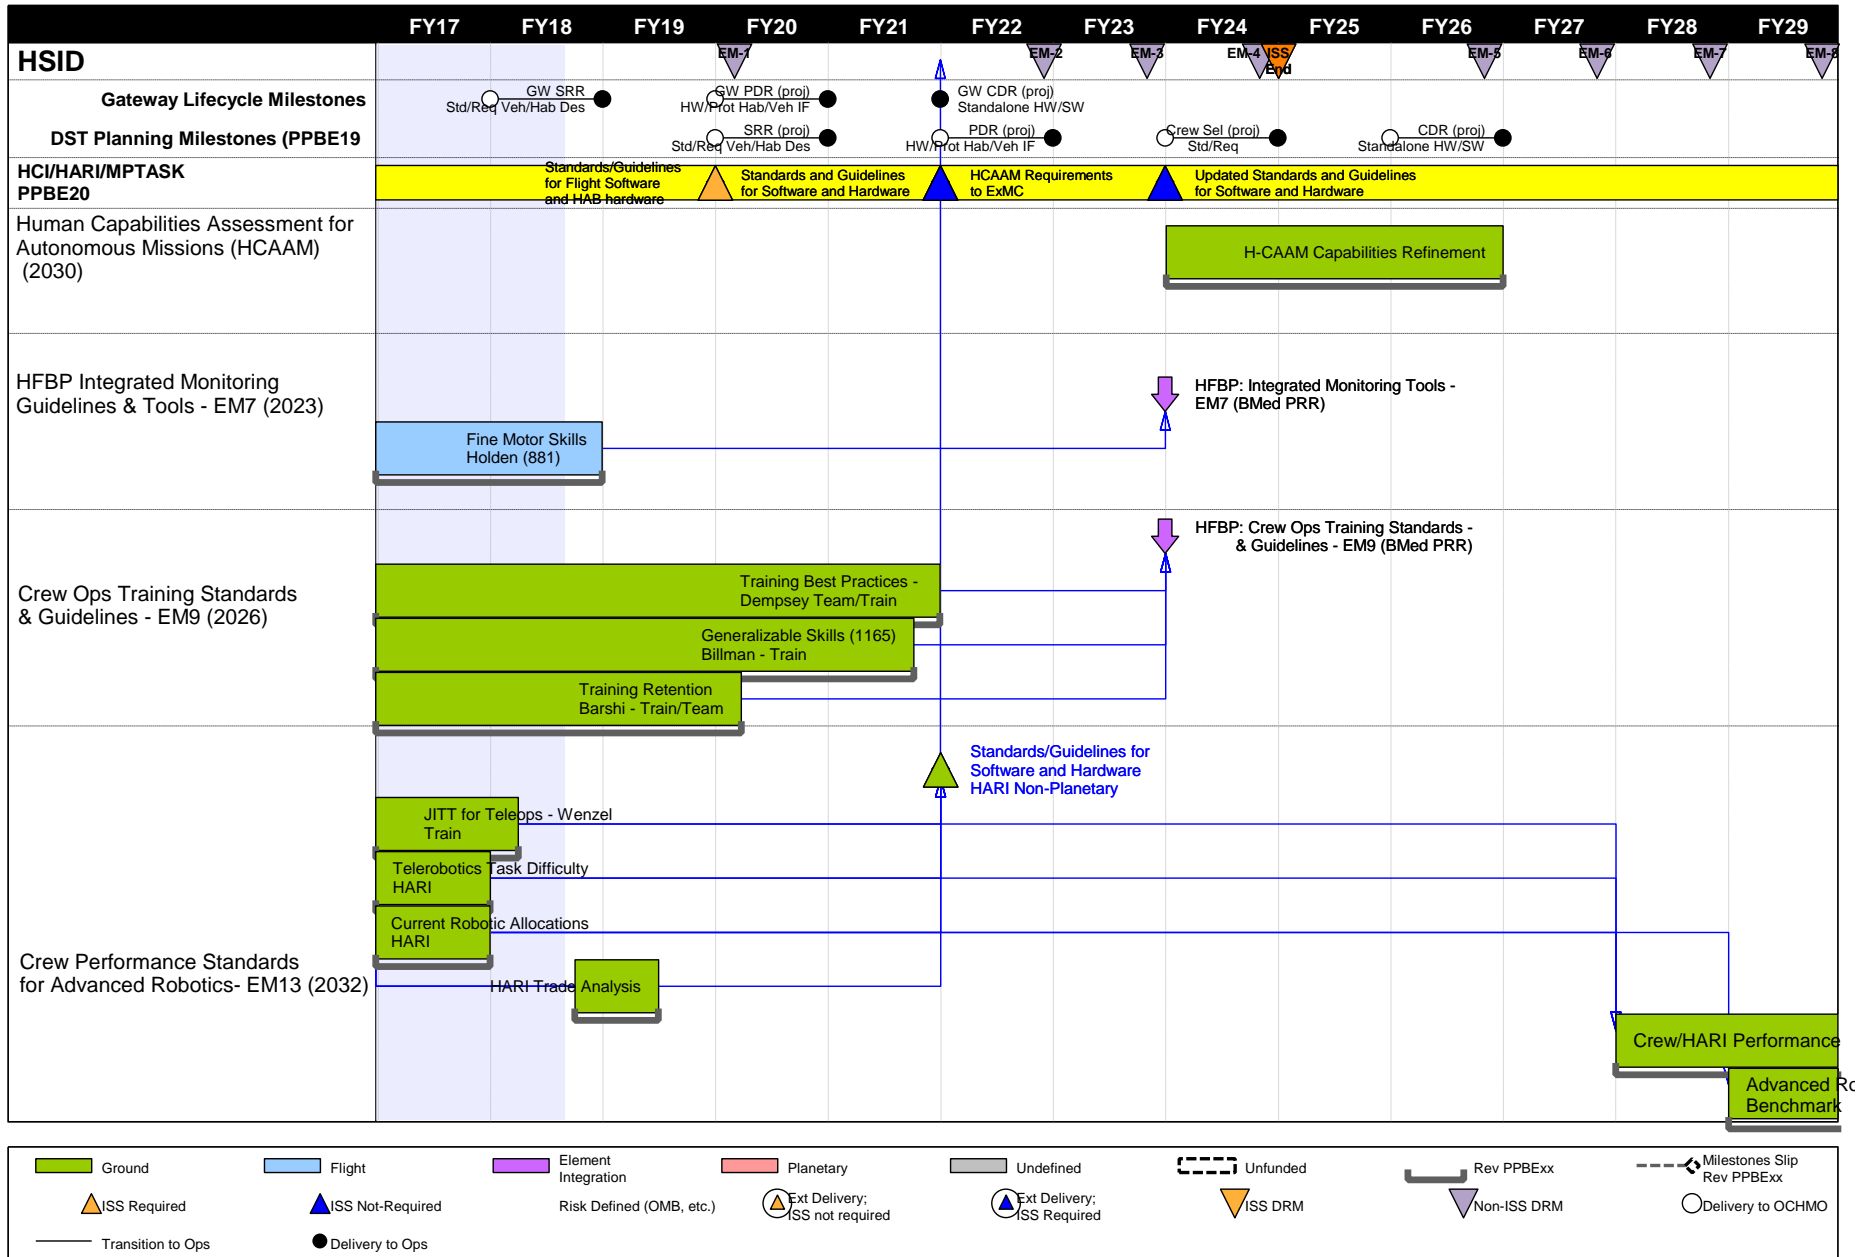 FY17 FY18 FY19 FY20 FY21 FY22 FY23 FY24 FY25 FY26 FY27 FY28 FY29
HSID
EM-1 EM-2 EM-3 EM-4 ISS End EM-5 EM-6 EM-7 EM-8
Gateway Lifecycle Milestones
GW SRR
Std/Req Veh/Hab Des
GW PDR (proj)
HW/Prot Hab/Veh IF
GW CDR (proj)
Standalone HW/SW
DST Planning Milestones (PPBE19
SRR (proj)
Std/Req Veh/Hab Des
PDR (proj)
HW/Prot Hab/Veh IF
Crew Sel (proj)
Std/Req
CDR (proj)
Standalone HW/SW
HCI/HARI/MPTASK
PPBE20
Standards/Guidelines
for Flight Software
and HAB hardware
Standards and Guidelines
for Software and Hardware
HCAAM Requirements
to ExMC
Updated Standards and Guidelines
for Software and Hardware
Human Capabilities Assessment for
Autonomous Missions (HCAAM)
(2030)
H-CAAM Capabilities Refinement
HFBP Integrated Monitoring
Guidelines & Tools - EM7 (2023)
HFBP: Integrated Monitoring Tools -
EM7 (BMed PRR)
Fine Motor Skills
Holden (881)
HFBP: Crew Ops Training Standards -
& Guidelines - EM9 (BMed PRR)
Crew Ops Training Standards
& Guidelines - EM9 (2026)
Training Best Practices -
Dempsey Team/Train
Generalizable Skills (1165)
Billman - Train
Training Retention
Barshi - Train/Team
Standards/Guidelines for
Software and Hardware
HARI Non-Planetary
JITT for Teleops - Wenzel
Train
Telerobotics Task Difficulty
HARI
Current Robotic Allocations
HARI
Crew Performance Standards
for Advanced Robotics- EM13 (2032)
HARI Trade Analysis
Crew/HARI Performance
Advanced Ro
Benchmark
Ground
Flight
Element
Integration
Planetary
Undefined
Unfunded
Rev PPBExx
Milestones Slip
Rev PPBExx
ISS Required
ISS Not-Required
Risk Defined (OMB, etc.)
Ext Delivery;
ISS not required
Ext Delivery;
ISS Required
ISS DRM
Non-ISS DRM
Delivery to OCHMO
Transition to Ops
Delivery to Ops